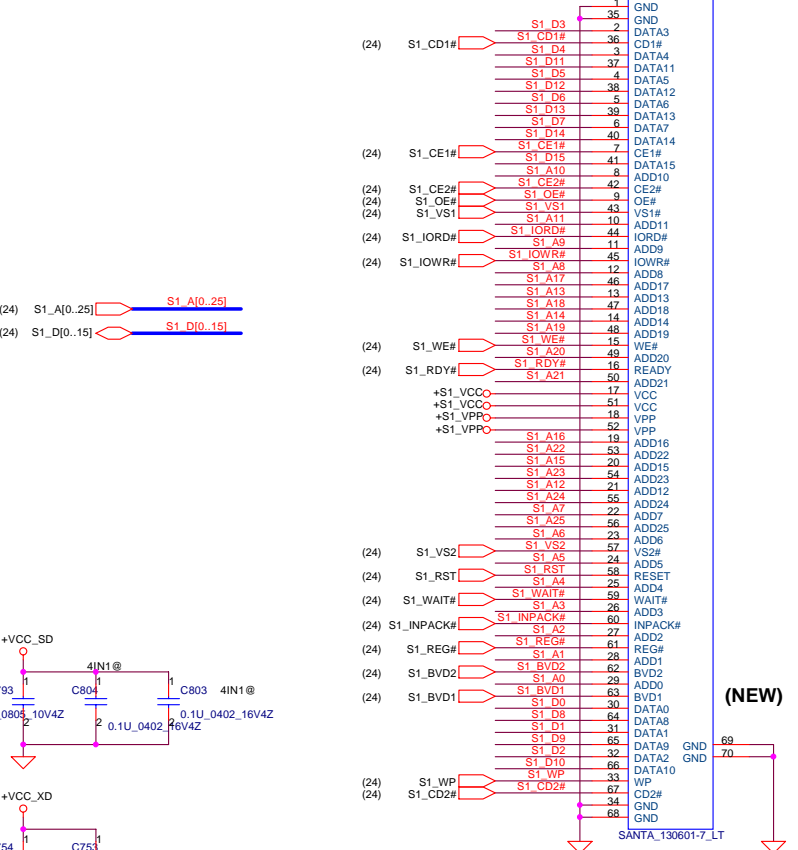 1 GND
35 GND
S1_D3 2 DATA3
(24) S1_CD1# S1_CD1# 36 CD1#
S1_D4 3 DATA4
S1_D11 37 DATA11
S1_D5 4 DATA5
S1_D12 38 DATA12
S1_D6 5 DATA6
S1_D13 39 DATA13
S1_D7 6 DATA7
S1_D14 40 DATA14
(24) S1_CE1# S1_CE1# 7 CE1#
S1_D15 41 DATA15
S1_A10 8 ADD10
(24) S1_CE2# S1_CE2# 42 CE2#
(24) S1_OE# S1_OE# 9 OE#
(24) S1_VS1 S1_VS1 43 VS1#
S1_A11 10 ADD11
(24) S1_IORD# S1_IORD# 44 IORD#
S1_A9 11 ADD9
(24) S1_IOWR# S1_IOWR# 45 IOWR#
S1_A8 12 ADD8
S1_A17 46 ADD17
S1_A13 13 ADD13
(24) S1_A[0..25] S1_A[0..25] S1_A18 47 ADD18
S1_A14 14 ADD14
(24) S1_D[0..15] S1_D[0..15] S1_A19 48 ADD19
(24) S1_WE# S1_WE# 15 WE#
S1_A20 49 ADD20
(24) S1_RDY# S1_RDY# 16 READY
S1_A21 50 ADD21
+S1_VCC 17 VCC
+S1_VCC 51 VCC
+S1_VPP 18 VPP
+S1_VPP 52 VPP
S1_A16 19 ADD16
S1_A22 53 ADD22
S1_A15 20 ADD15
S1_A23 54 ADD23
S1_A12 21 ADD12
S1_A24 55 ADD24
S1_A7 22 ADD7
S1_A25 56 ADD25
S1_A6 23 ADD6
(24) S1_VS2 S1_VS2 57 VS2#
S1_A5 24 ADD5
(24) S1_RST S1_RST 58 RESET
S1_A4 25 ADD4
(24) S1_WAIT# S1_WAIT# 59 WAIT#
S1_A3 26 ADD3
(24) S1_INPACK# S1_INPACK# 60 INPACK#
S1_A2 27 ADD2
(24) S1_REG# S1_REG# 61 REG#
S1_A1 28 ADD1
(24) S1_BVD2 S1_BVD2 62 BVD2
S1_A0 29 ADD0
(24) S1_BVD1 S1_BVD1 63 BVD1
S1_D0 30 DATA0
S1_D8 64 DATA8
S1_D1 31 DATA1
S1_D9 65 DATA9 GND 69
S1_D2 32 DATA2 GND 70
S1_D10 66 DATA10
(24) S1_WP S1_WP 33 WP
(24) S1_CD2# S1_CD2# 67 CD2#
34 GND
68 GND
SANTA_130601-7_LT
(NEW)
+VCC_SD
4IN1@
1 1 1
93 C804 C803 4IN1@
_0805_10V4Z 0.1U_0402_16V4Z 0.1U_0402_16V4Z
2 2 2
+VCC_XD
1 1
54 C753